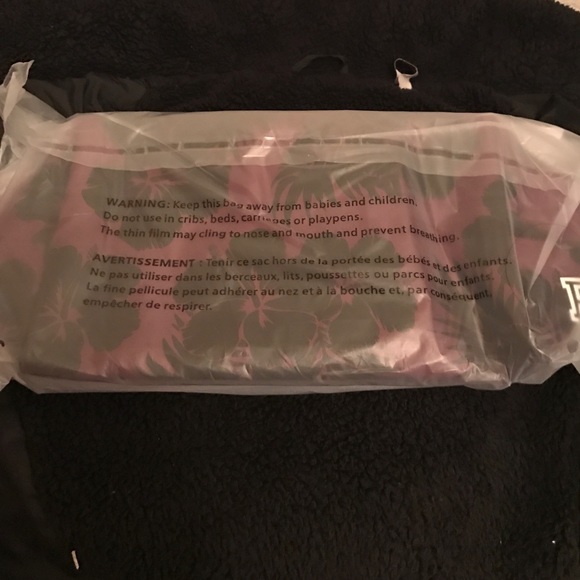 WARNING: Keep this bag away from babies and children.
Do not use in cribs, beds, carriages or playpens.
The thin film may cling to nose and mouth and prevent breathing.
AVERTISSEMENT : Tenir ce sac hors de la portée des bébés et des enfants.
Ne pas utiliser dans les berceaux, lits, poussettes ou parcs pour enfants.
La fine pellicule peut adhérer au nez et à la bouche et, par conséquent,
empêcher de respirer.